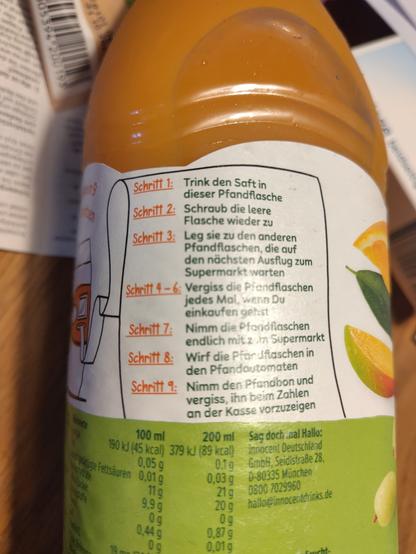 Schritt 1: Trink den Saft in
dieser Pfandflasche
Schritt 2: Schraub die leere
Flasche wieder zu
Schritt 3: Leg sie zu den anderen
Pfandflaschen, die auf
den nächsten Ausflug zum
Supermarkt warten
Schritt 4-6: Vergiss die Pfandflaschen
jedes Mal, wenn Du
einkaufen gehst
Schritt 7: Nimm die Pfandflaschen
endlich mit zum Supermarkt
Schritt 8: Wirf die Pfandflaschen in
den Pfandautomaten
Schritt 9: Nimm den Pfandbon und
vergiss, ihn beim Zahlen
an der Kasse vorzuzeigen
100 ml 200 ml Sag doch mal Hallo:
190 kJ (45 kcal) 379 kJ (89 kcal) innocent Deutschland
0,05 g 0,1 g GmbH, Seidlstraße 28,
Fettsäuren 0,01 g 0,03 g D-80335 München
11 g 21 g 0800 7029960
9,9 g 20 g hallo@innocentdrinks.de
0 g 0 g
0,44 g 0,87 g
0 g 0,01 g